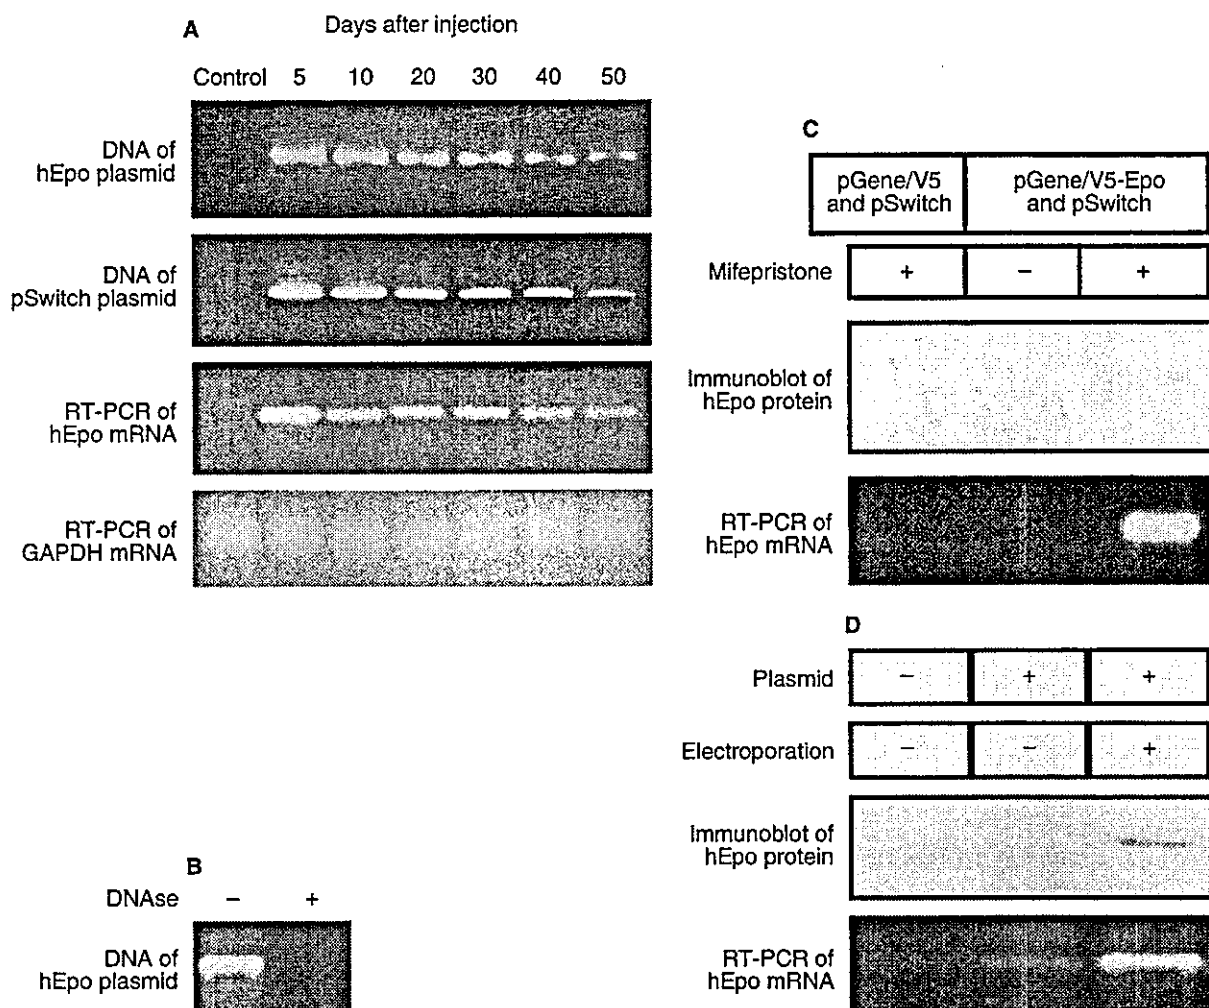 A
Days after injection
Control 5 10 20 30 40 50
DNA of
hEpo plasmid
DNA of
pSwitch plasmid
RT-PCR of
hEpo mRNA
RT-PCR of
GAPDH mRNA
B
DNAse − +
DNA of
hEpo plasmid
C
pGene/V5
and pSwitch
pGene/V5-Epo
and pSwitch
Mifepristone + − +
Immunoblot of
hEpo protein
RT-PCR of
hEpo mRNA
D
Plasmid − + +
Electroporation − − +
Immunoblot of
hEpo protein
RT-PCR of
hEpo mRNA